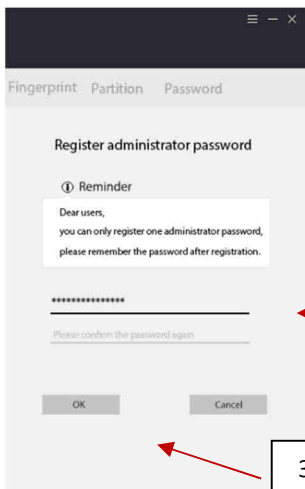 Fingerprint Partition Password
Register administrator password
Reminder
Dear users,
you can only register one administrator password,
please remember the password after registration.
***************
Please confirm the password again
OK Cancel
3